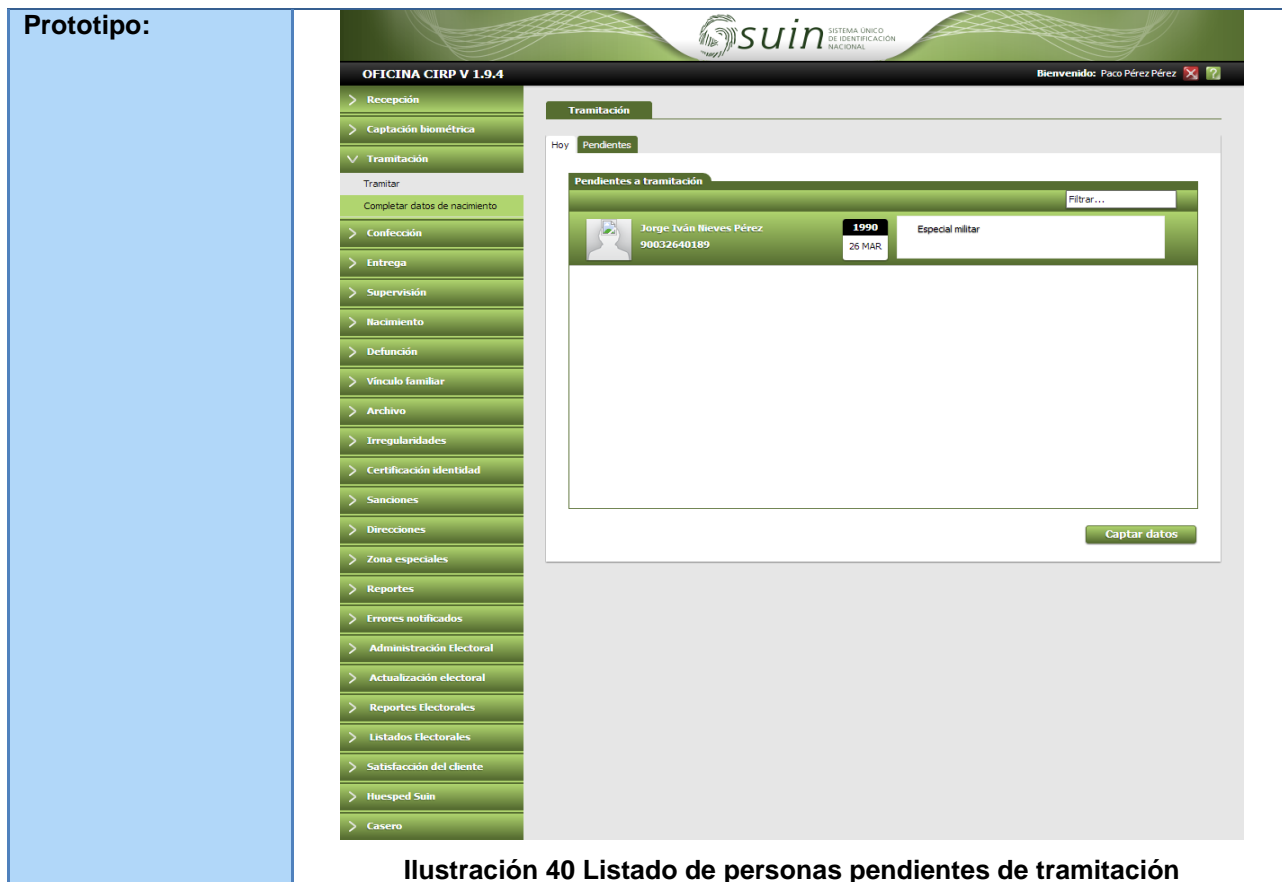 Prototipo:
suin
SISTEMA ÚNICO
DE IDENTIFICACIÓN
NACIONAL
OFICINA CIRP V 1.9.4
Bienvenido: Paco Pérez Pérez
Recepción
Captación biométrica
Tramitación
Tramitar
Completar datos de nacimiento
Confección
Entrega
Supervisión
Nacimiento
Defunción
Vínculo familiar
Archivo
Irregularidades
Certificación identidad
Sanciones
Direcciones
Zona especiales
Reportes
Errores notificados
Administración Electoral
Actualización electoral
Reportes Electorales
Listados Electorales
Satisfacción del cliente
Huesped Suin
Casero
Tramitación
Hoy Pendientes
Pendientes a tramitación
Filtrar...
Jorge Iván Nieves Pérez
90032640189
1990
26 MAR
Especial militar
Captar datos
Ilustración 40 Listado de personas pendientes de tramitación